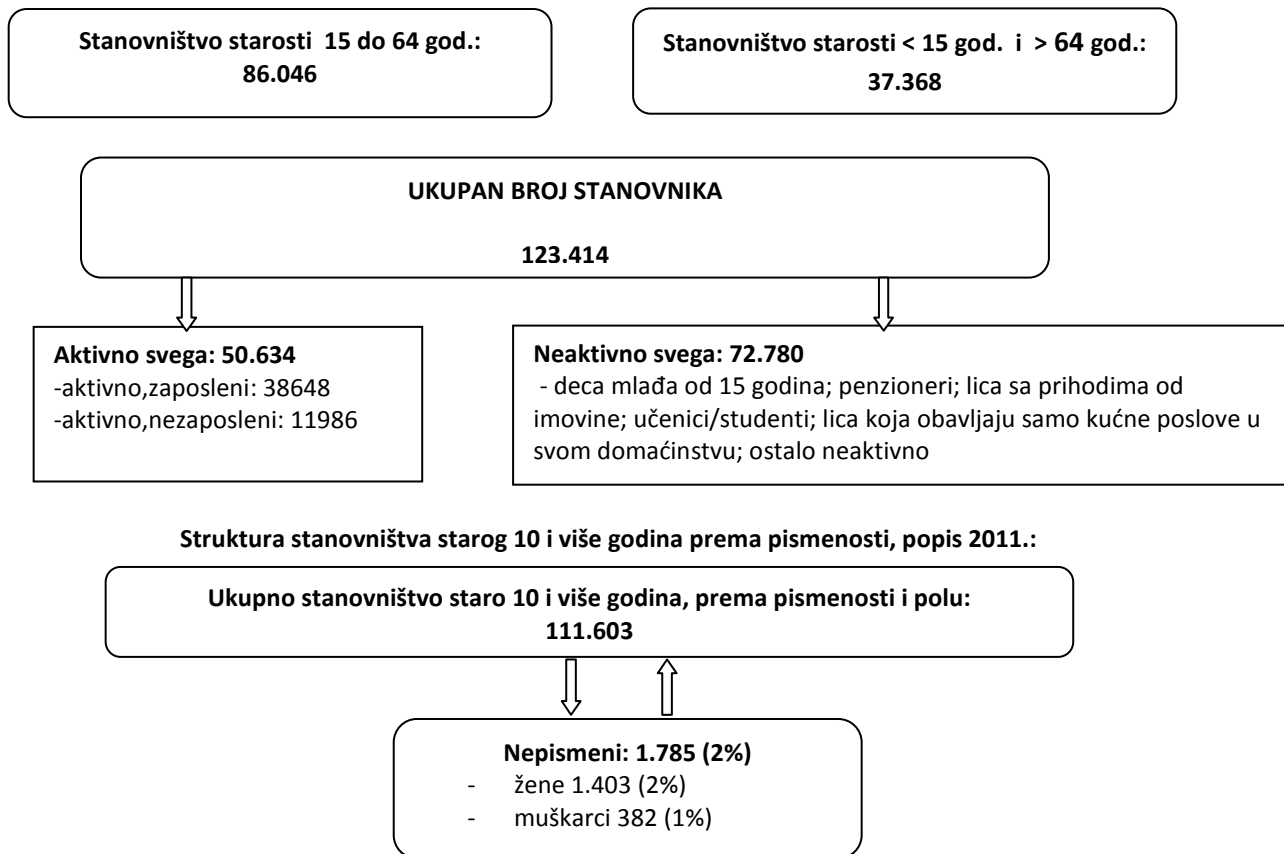 Stanovništvo starosti 15 do 64 god.:
86.046
Stanovništvo starosti < 15 god. i > 64 god.:
37.368
UKUPAN BROJ STANOVNIKA
123.414
Aktivno svega: 50.634
-aktivno,zaposleni: 38648
-aktivno,nezaposleni: 11986
Neaktivno svega: 72.780
- deca mlađa od 15 godina; penzioneri; lica sa prihodima od
imovine; učenici/studenti; lica koja obavljaju samo kućne poslove u
svom domaćinstvu; ostalo neaktivno
Struktura stanovništva starog 10 i više godina prema pismenosti, popis 2011.:
Ukupno stanovništvo staro 10 i više godina, prema pismenosti i polu:
111.603
Nepismeni: 1.785 (2%)
- žene 1.403 (2%)
- muškarci 382 (1%)